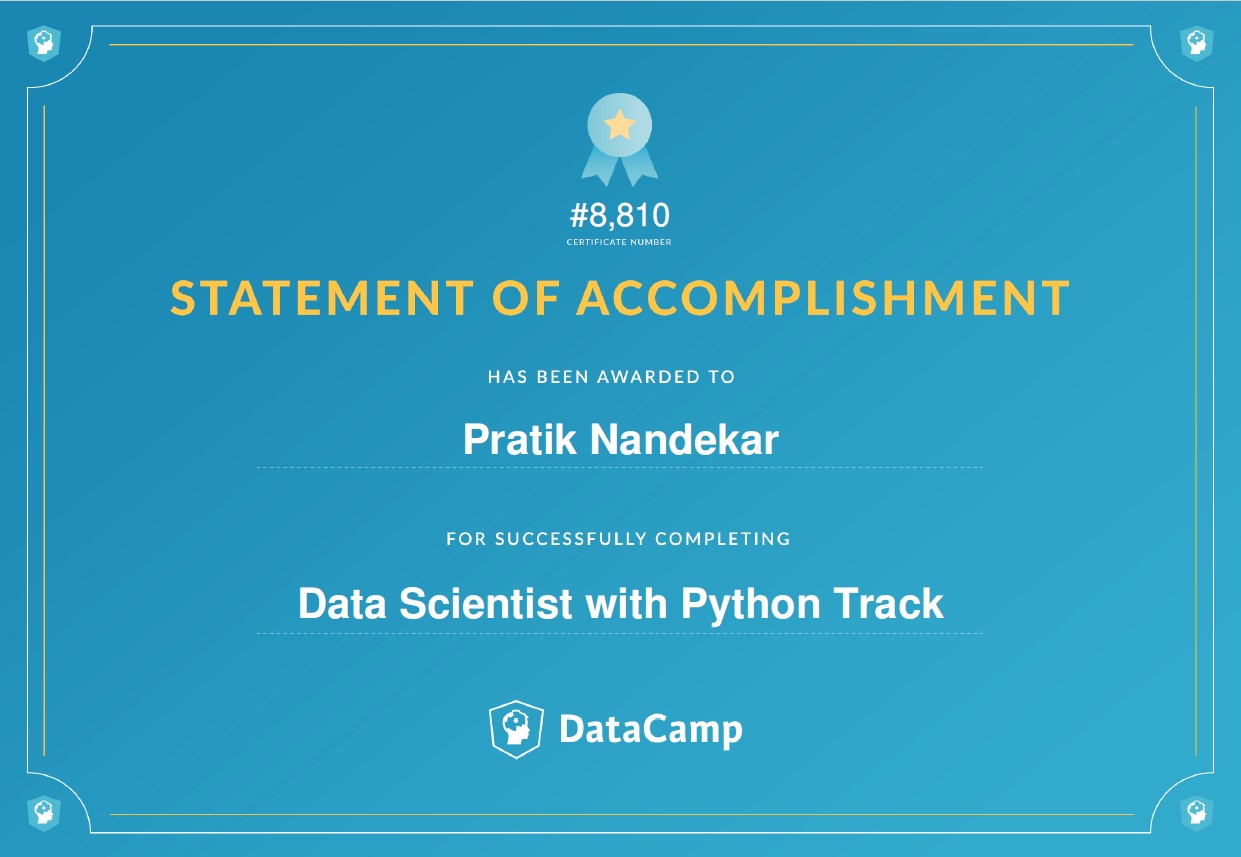 #8,810
CERTIFICATE NUMBER
STATEMENT OF ACCOMPLISHMENT
HAS BEEN AWARDED TO
Pratik Nandekar
FOR SUCCESSFULLY COMPLETING
Data Scientist with Python Track
DataCamp